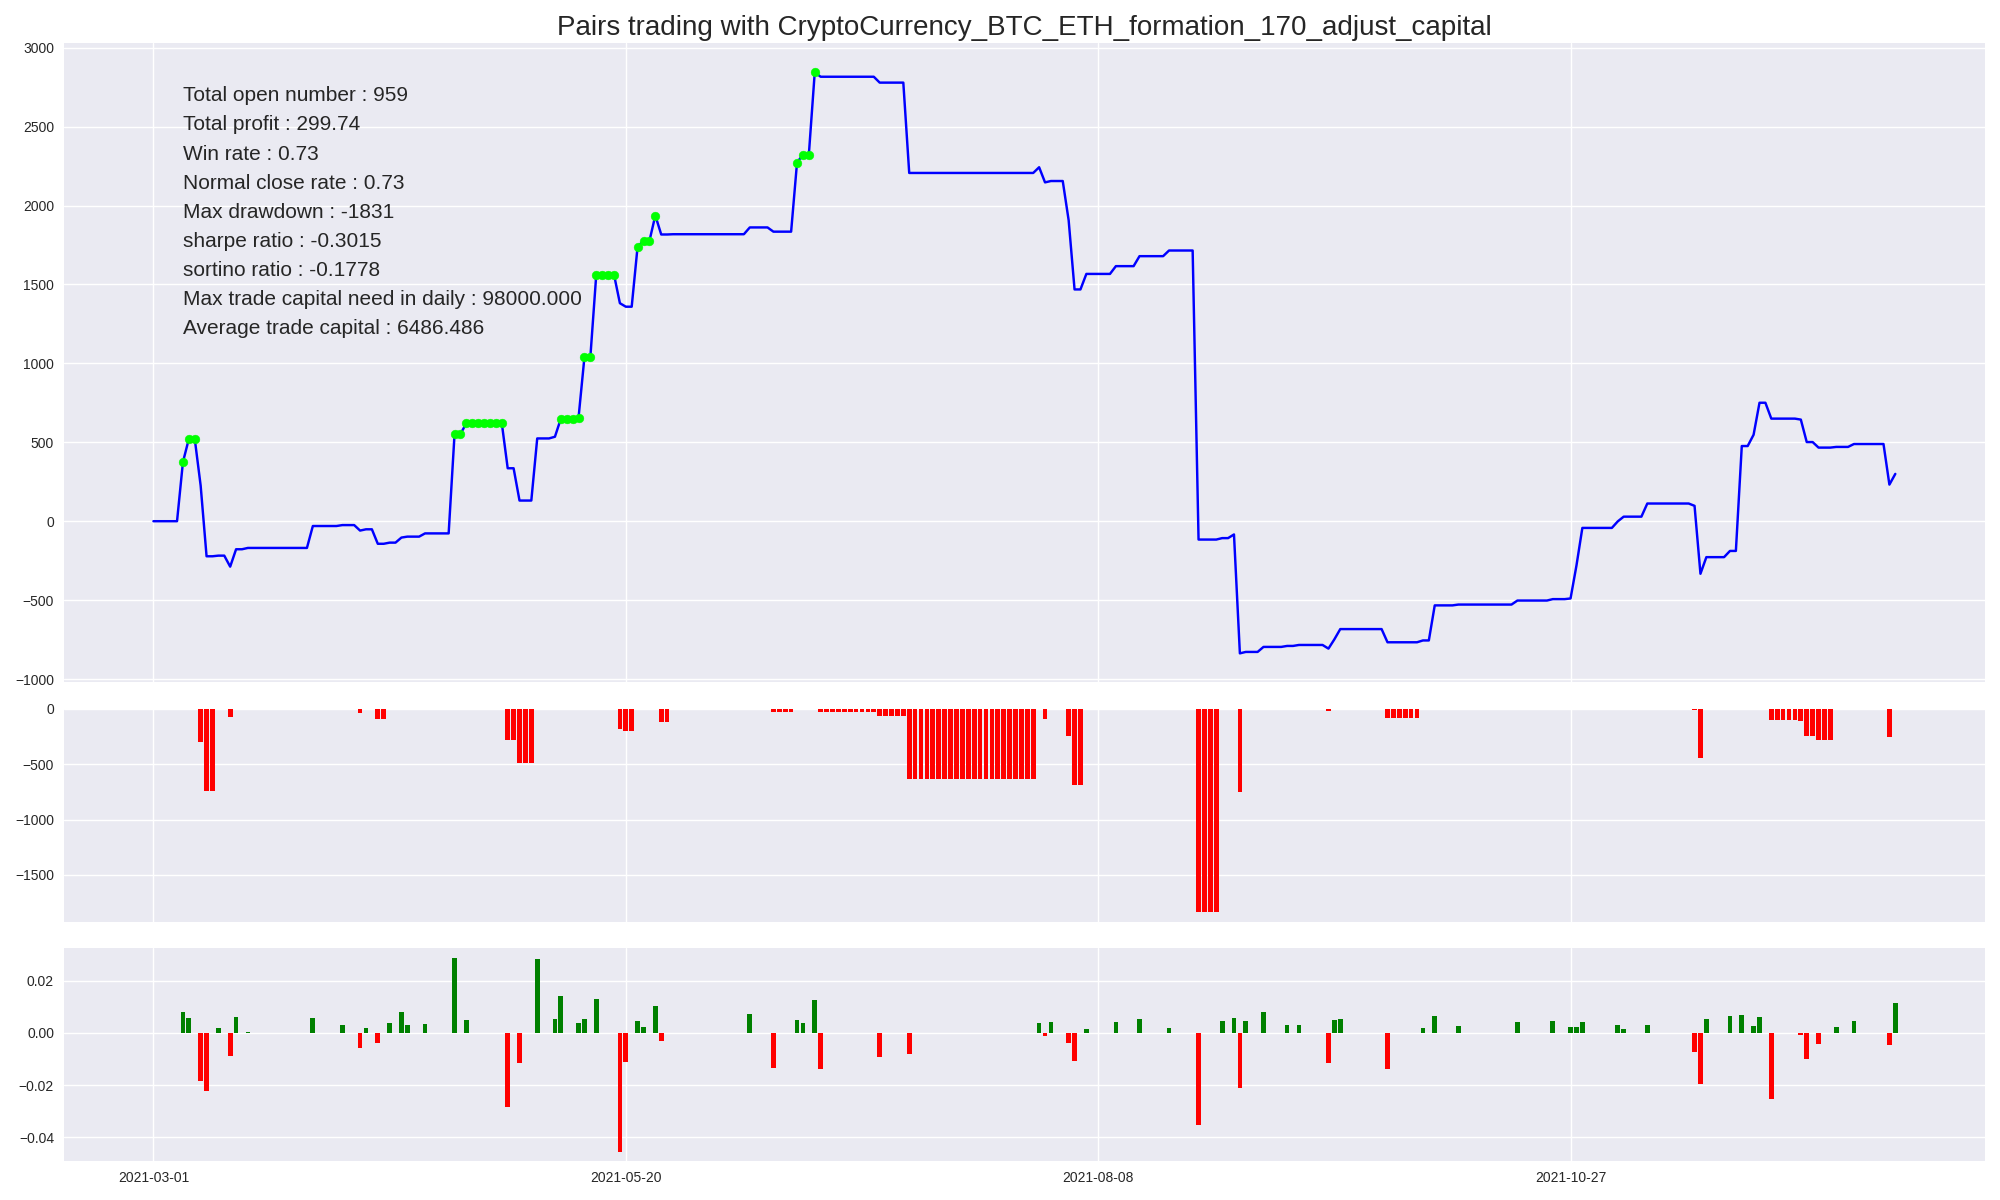 Pairs trading with CryptoCurrency_BTC_ETH_formation_170_adjust_capital
3000
2500
2000
1500
1000
500
0
−500
−1000
Total open number : 959
Total profit : 299.74
Win rate : 0.73
Normal close rate : 0.73
Max drawdown : -1831
sharpe ratio : -0.3015
sortino ratio : -0.1778
Max trade capital need in daily : 98000.000
Average trade capital : 6486.486
0
−500
−1000
−1500
0.02
0.00
−0.02
−0.04
2021-03-01 2021-05-20 2021-08-08 2021-10-27